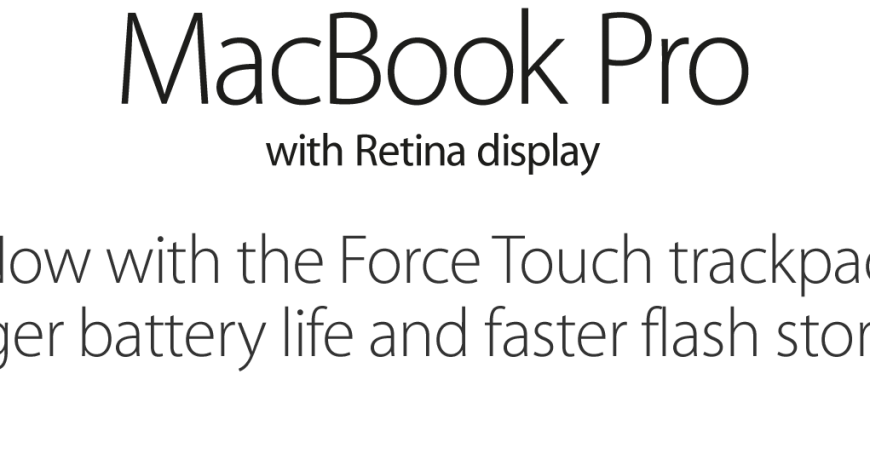 MacBook Pro
with Retina display
with the Force Touch
battery life and faster flash